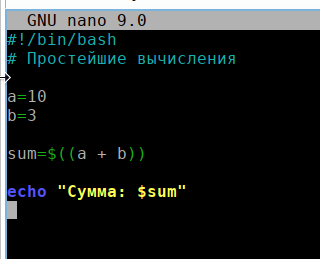 GNU nano 9.0
#!/bin/bash
# Простейшие вычисления
a=10
b=3
sum=$((a + b))
echo "Сумма: $sum"